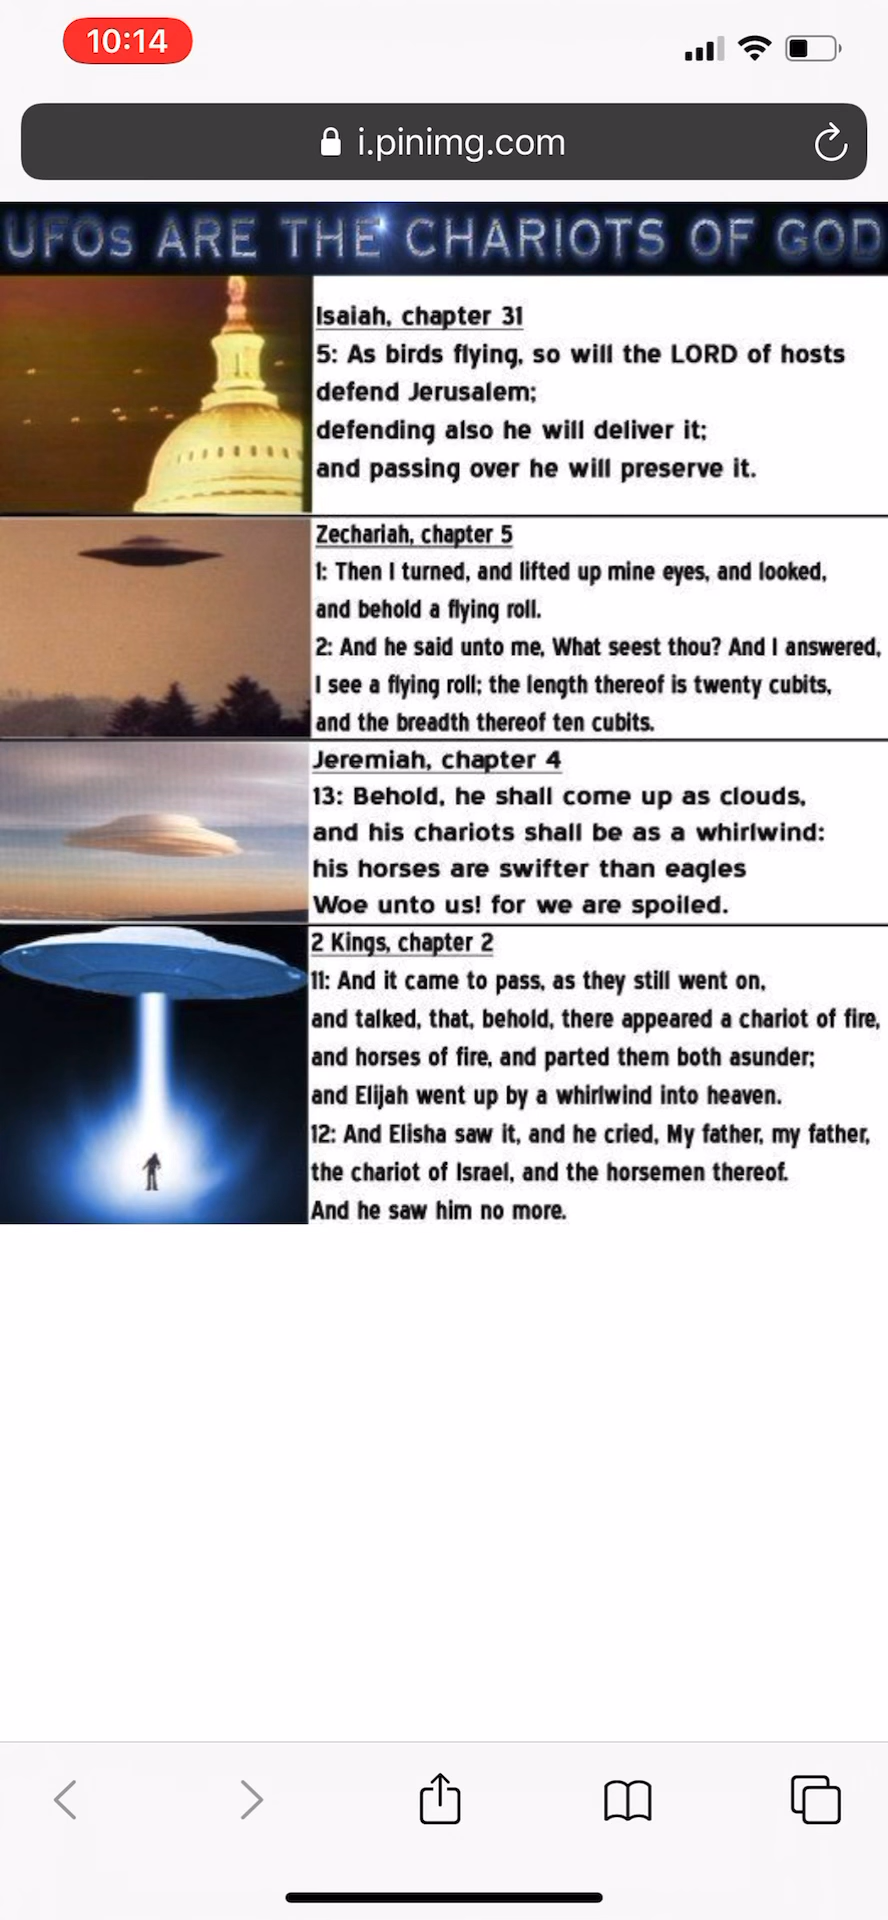 10:14
i.pinimg.com
UFOs ARE THE CHARIOTS OF GOD
Isaiah, chapter 31
5: As birds flying, so will the LORD of hosts
defend Jerusalem;
defending also he will deliver it;
and passing over he will preserve it.
Zechariah, chapter 5
1: Then I turned, and lifted up mine eyes, and looked,
and behold a flying roll.
2: And he said unto me, What seest thou? And I answered,
I see a flying roll; the length thereof is twenty cubits,
and the breadth thereof ten cubits.
Jeremiah, chapter 4
13: Behold, he shall come up as clouds,
and his chariots shall be as a whirlwind:
his horses are swifter than eagles
Woe unto us! for we are spoiled.
2 Kings, chapter 2
11: And it came to pass, as they still went on,
and talked, that, behold, there appeared a chariot of fire,
and horses of fire, and parted them both asunder;
and Elijah went up by a whirlwind into heaven.
12: And Elisha saw it, and he cried, My father, my father,
the chariot of Israel, and the horsemen thereof.
And he saw him no more.